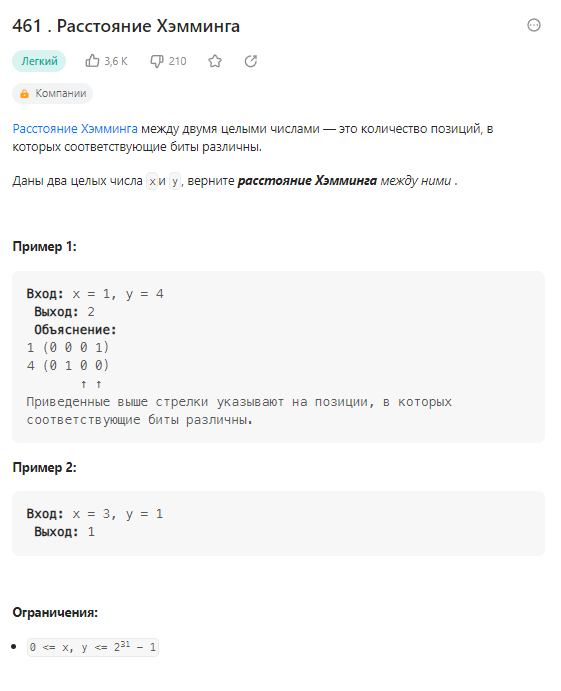 461 . Расстояние Хэмминга
Легкий 3,6 K 210
Компании
Расстояние Хэмминга между двумя целыми числами — это количество позиций, в
которых соответствующие биты различны.
Даны два целых числа x и y , верните расстояние Хэмминга между ними .
Пример 1:
Вход: x = 1, y = 4
Выход: 2
Объяснение:
1 (0 0 0 1)
4 (0 1 0 0)
↑ ↑
Приведенные выше стрелки указывают на позиции, в которых
соответствующие биты различны.
Пример 2:
Вход: x = 3, y = 1
Выход: 1
Ограничения:
• 0 <= x, y <= 2³¹ − 1